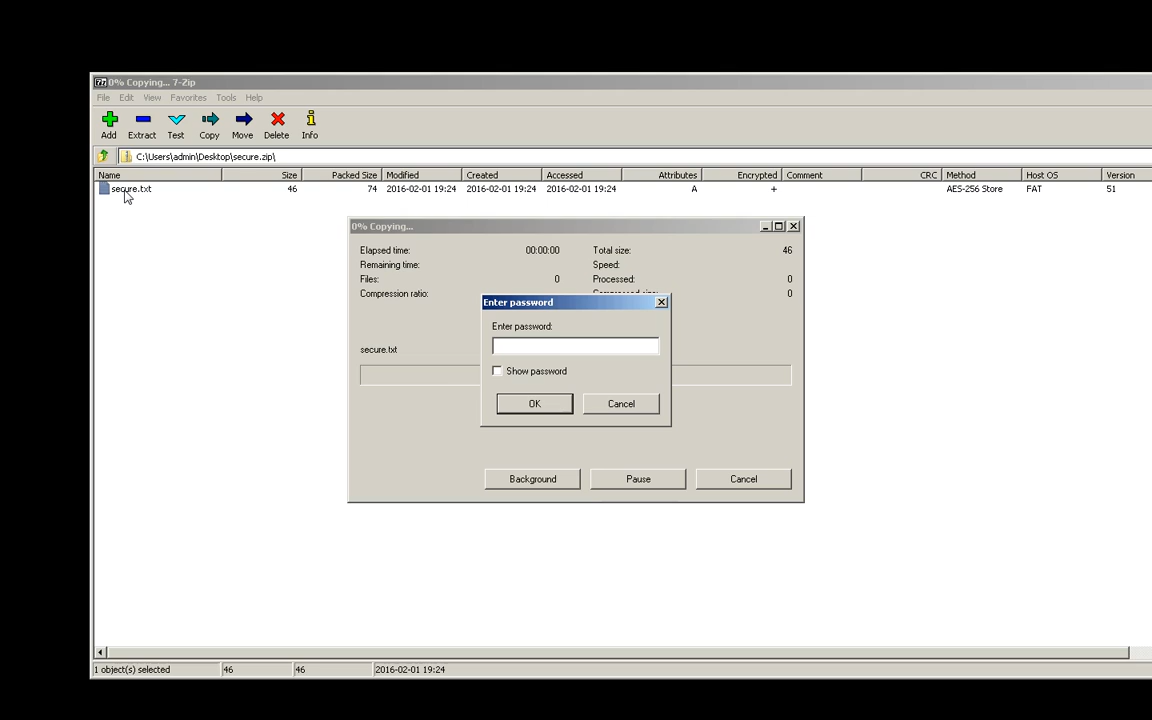 0% Copying... 7-Zip
File Edit View Favorites Tools Help
Add Extract Test Copy Move Delete Info
C:\Users\admin\Desktop\secure.zip\
Name Size Packed Size Modified Created Accessed Attributes Encrypted Comment CRC Method Host OS Version
secure.txt 46 74 2016-02-01 19:24 2016-02-01 19:24 2016-02-01 19:24 A + AES-256 Store FAT 51
0% Copying...
Elapsed time: 00:00:00 Total size: 46
Remaining time: Speed:
Files: 0 Processed: 0
Compression ratio: 0
Enter password
Enter password:
secure.txt
Show password
OK Cancel
Background Pause Cancel
1 object(s) selected 46 46 2016-02-01 19:24